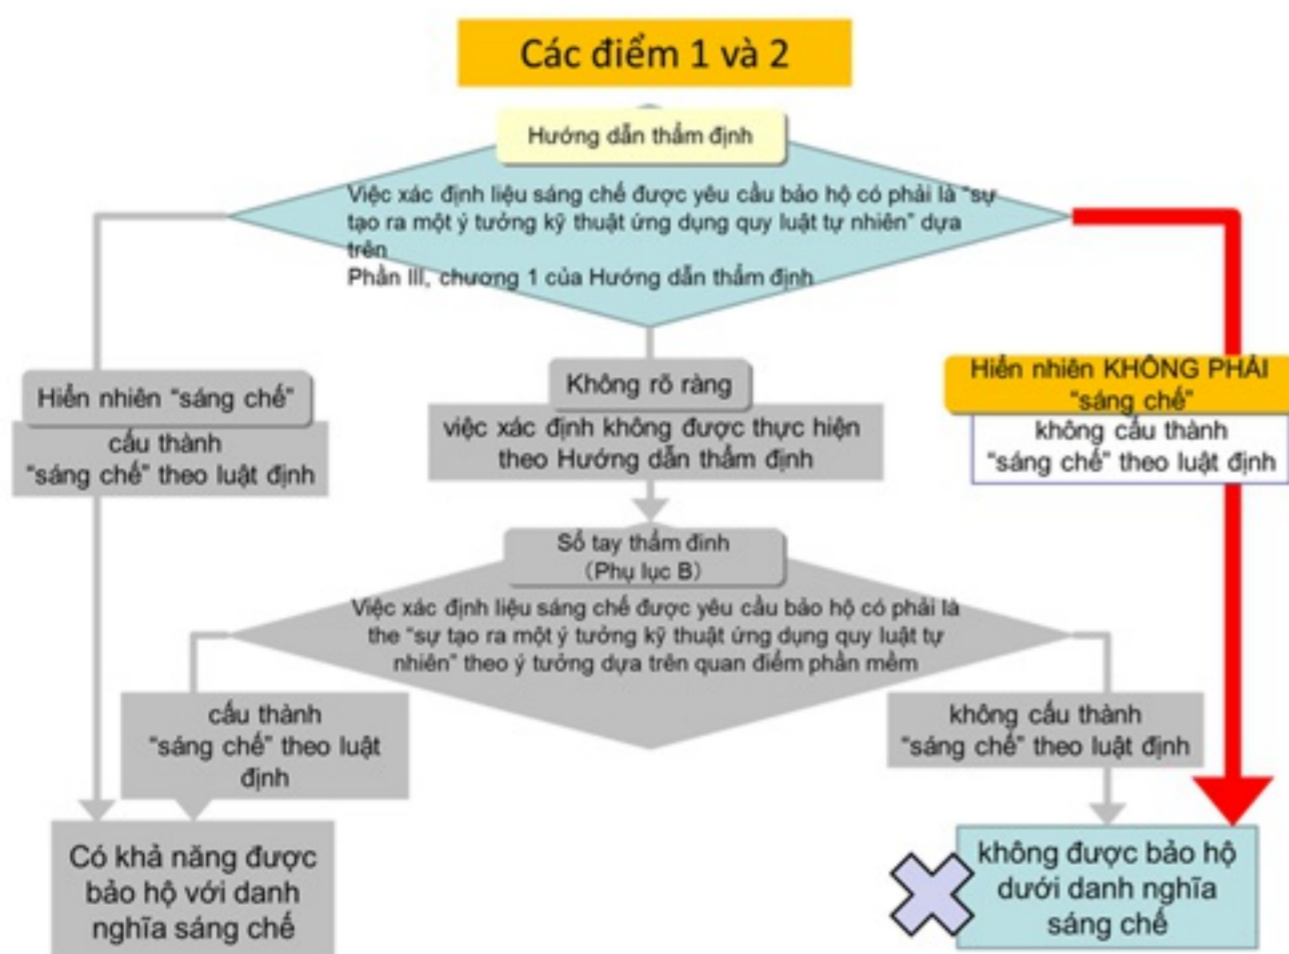 Các điểm 1 và 2
Hướng dẫn thẩm định
Việc xác định liệu sáng chế được yêu cầu bảo hộ có phải là “sự
tạo ra một ý tưởng kỹ thuật ứng dụng quy luật tự nhiên” dựa
trên
Phần III, chương 1 của Hướng dẫn thẩm định
Hiển nhiên “sáng chế”
cấu thành
“sáng chế” theo luật định
Không rõ ràng
việc xác định không được thực hiện
theo Hướng dẫn thẩm định
Hiển nhiên KHÔNG PHẢI
“sáng chế”
không cấu thành
“sáng chế” theo luật định
Sổ tay thẩm đinh
(Phụ lục B)
Việc xác định liệu sáng chế được yêu cầu bảo hộ có phải là
the “sự tạo ra một ý tưởng kỹ thuật ứng dụng quy luật tự
nhiên” theo ý tưởng dựa trên quan điểm phần mềm
cấu thành
“sáng chế” theo luật
định
không cấu thành
“sáng chế” theo luật định
Có khả năng được
bảo hộ với danh
nghĩa sáng chế
không được bảo hộ
dưới danh nghĩa
sáng chế